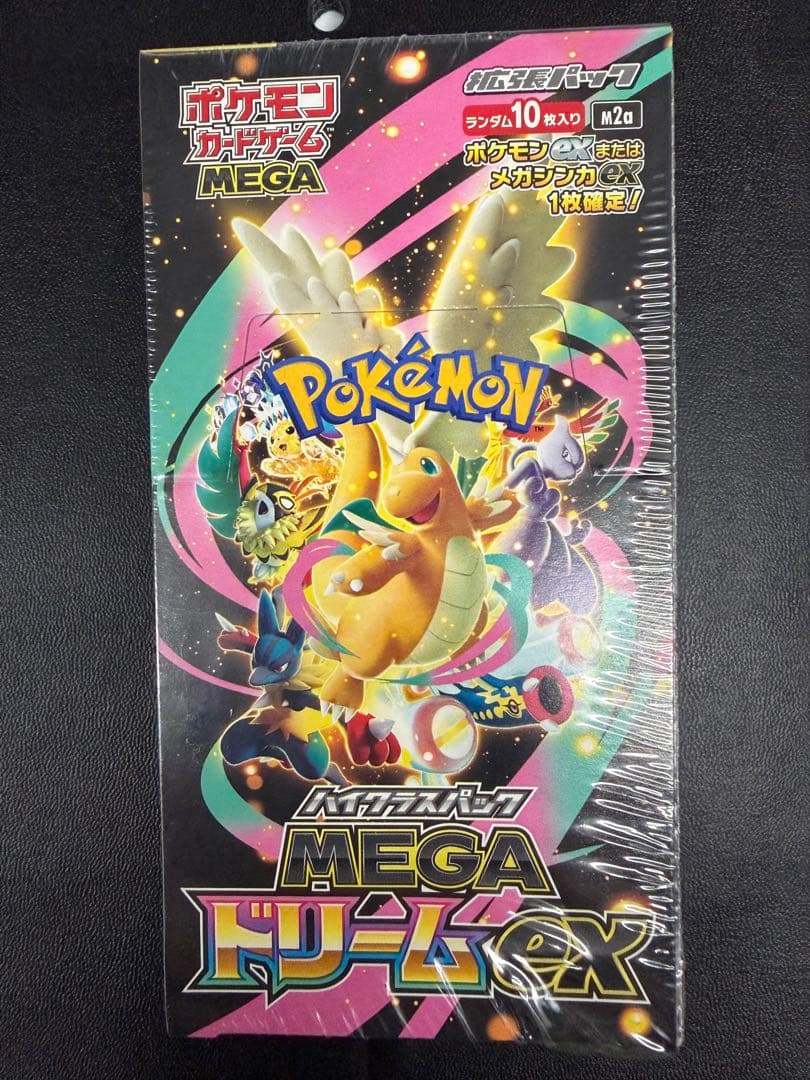 ポケモン
カードゲーム
MEGA
拡張パック
ランダム10枚入り M2a
ポケモンexまたは
メガシンカex
1枚確定!
POKéMON
ハイクラスパック
MEGA
ドリームex